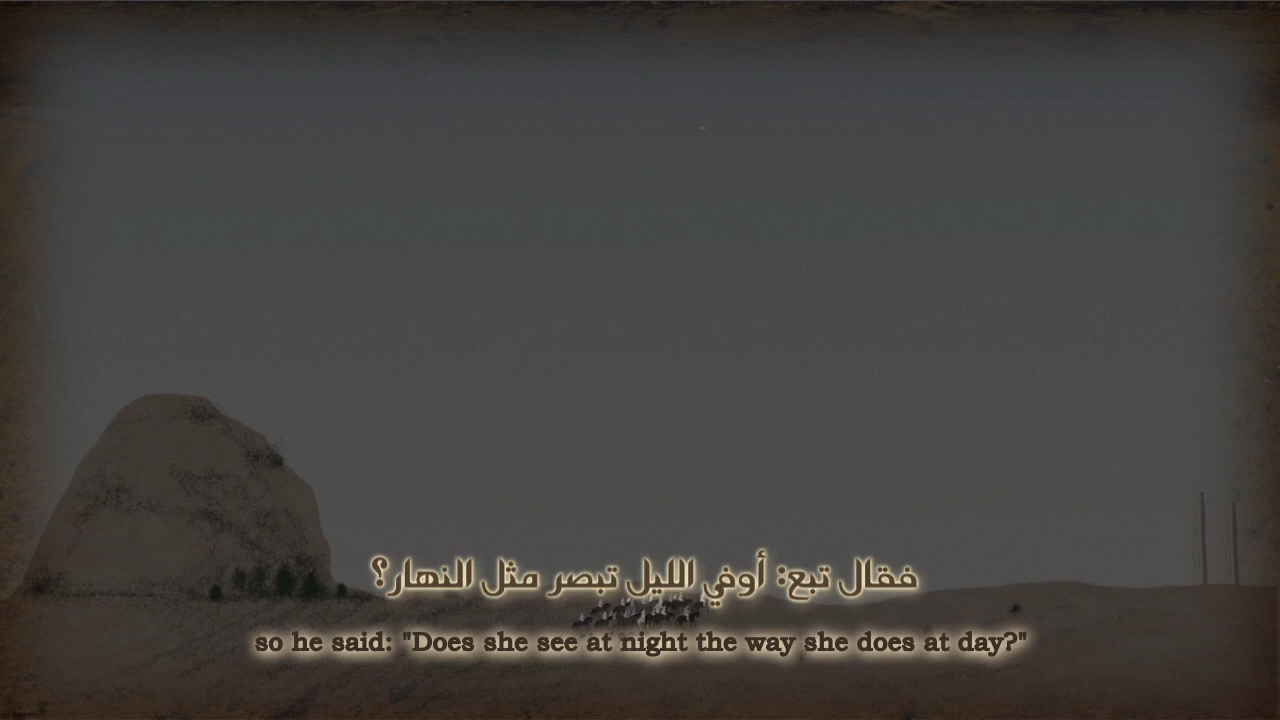 فقال تبع: أوفي الليل تبصر مثل النهار؟
so he said: "Does she see at night the way she does at day?"